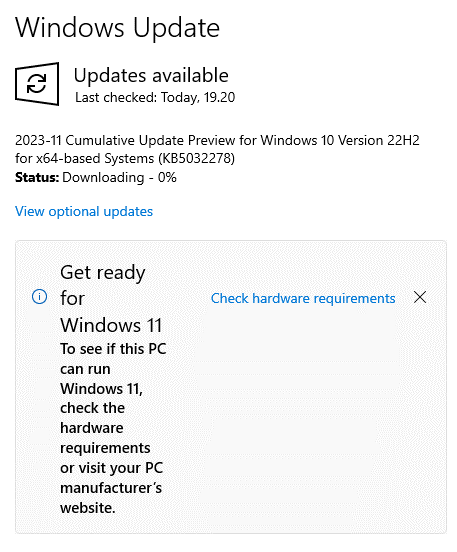 Windows Update
Updates available
Last checked: Today, 19.20
2023-11 Cumulative Update Preview for Windows 10 Version 22H2
for x64-based Systems (KB5032278)
Status: Downloading - 0%
View optional updates
Get ready
for
Windows 11
Check hardware requirements
To see if this PC
can run
Windows 11,
check the
hardware
requirements
or visit your PC
manufacturer's
website.